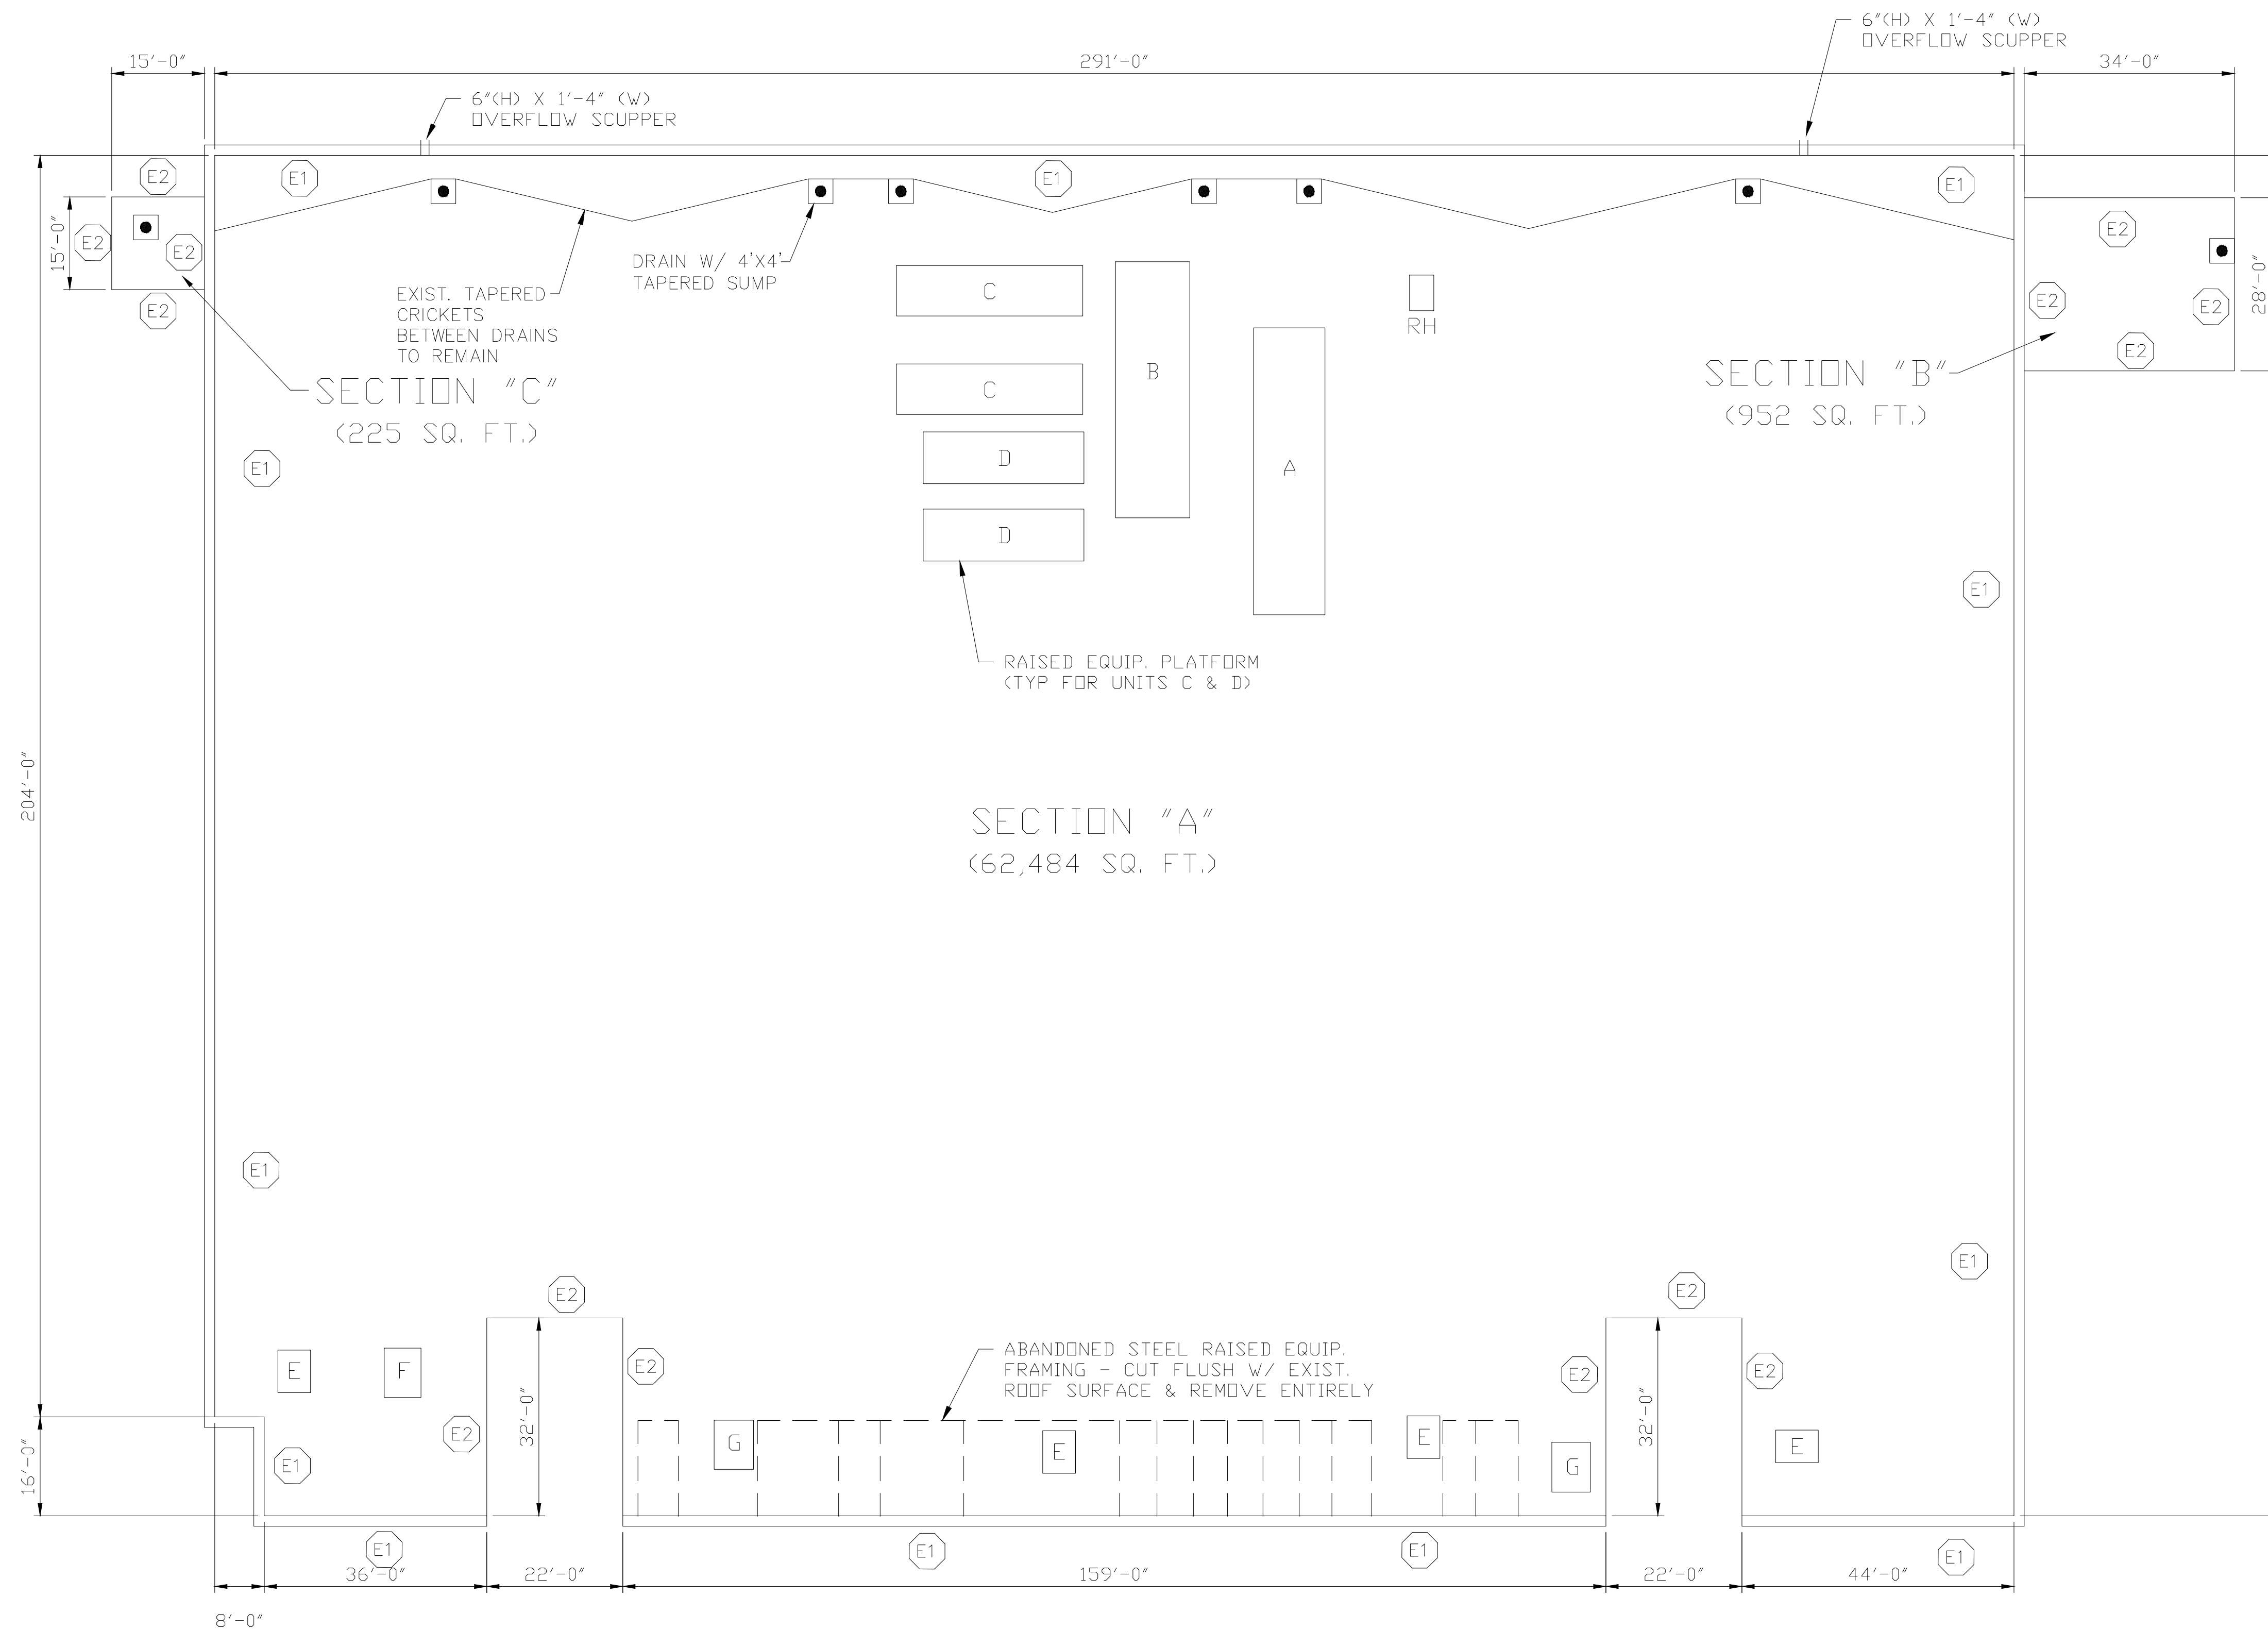 6"(H) X 1'-4" (W)
OVERFLOW SCUPPER
15'-0"
291'-0"
34'-0"
6"(H) X 1'-4" (W)
OVERFLOW SCUPPER
E2
E1
E1
E1
15'-0"
E2
E2
E2
E2
28'-0"
DRAIN W/ 4'X4'
TAPERED SUMP
EXIST. TAPERED
CRICKETS
BETWEEN DRAINS
TO REMAIN
E2
C
RH
E2
E2
E2
SECTION "C"
(225 SQ. FT.)
C
B
SECTION "B"
(952 SQ. FT.)
E1
D
A
D
E1
RAISED EQUIP. PLATFORM
(TYP FOR UNITS C & D)
204'-0"
SECTION "A"
(62,484 SQ. FT.)
E1
E1
E2
E2
E
F
E2
ABANDONED STEEL RAISED EQUIP.
FRAMING - CUT FLUSH W/ EXIST.
ROOF SURFACE & REMOVE ENTIRELY
E2
E2
32'-0"
32'-0"
E2
G
E
E
G
E
16'-0"
E1
E1
E1
E1
E1
36'-0"
22'-0"
159'-0"
22'-0"
44'-0"
8'-0"